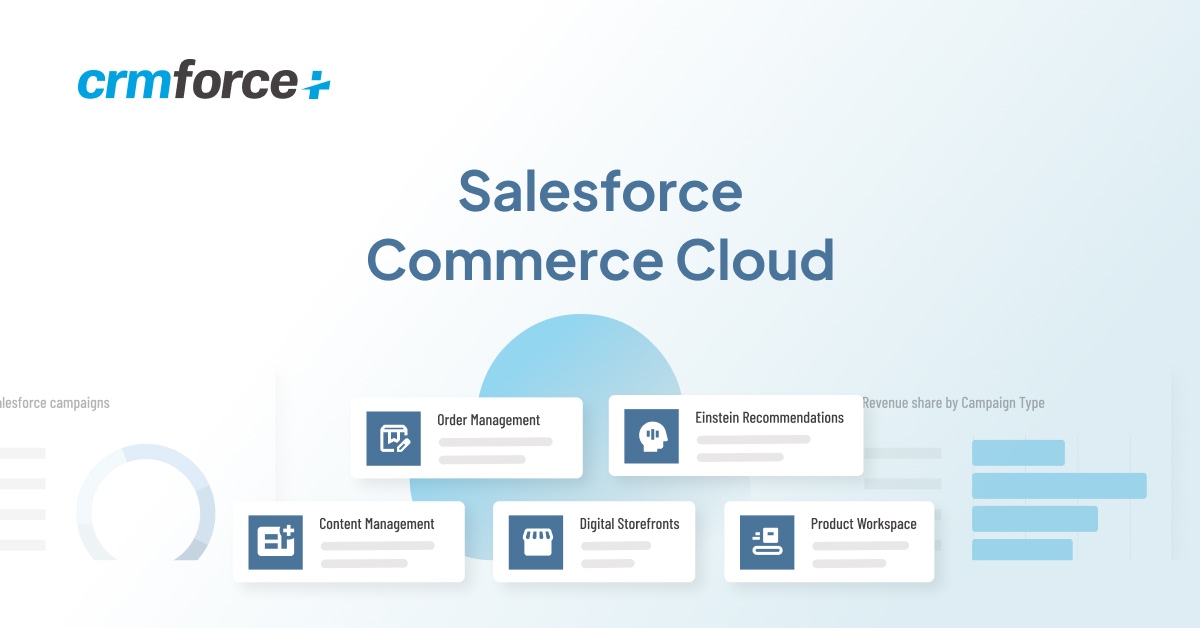 crmforce
Salesforce
Commerce Cloud
alesforce campaigns
Order Management
Einstein Recommendations
Revenue share by Campaign Type
Content Management
Digital Storefronts
Product Workspace